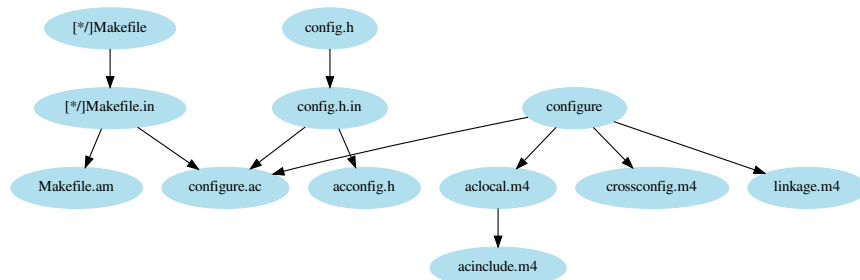 [*/]Makefile
config.h
[*/]Makefile.in
config.h.in
configure
Makefile.am
configure.ac
acconfig.h
aclocal.m4
crossconfig.m4
linkage.m4
acinclude.m4